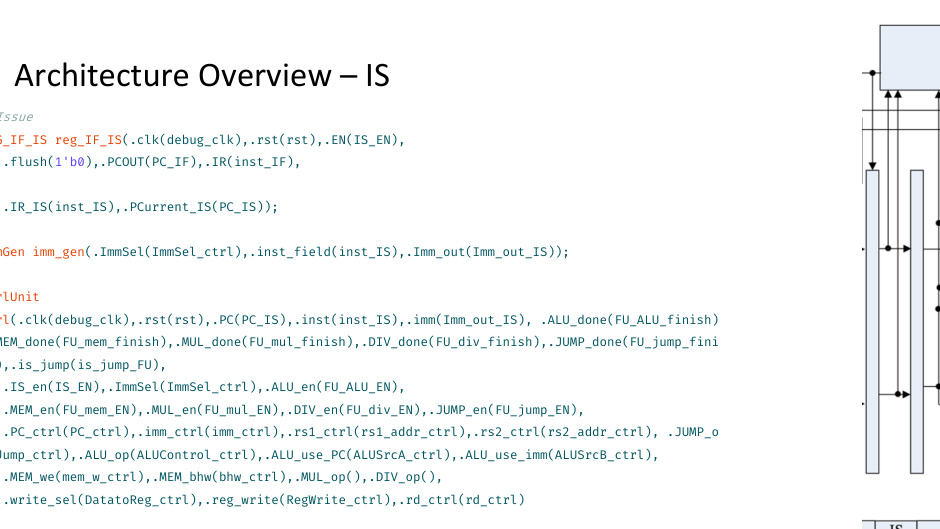 Architecture Overview – IS
Issue
G_IF_IS reg_IF_IS(.clk(debug_clk),.rst(rst),.EN(IS_EN),
.flush(1'b0),.PCOUT(PC_IF),.IR(inst_IF),
.IR_IS(inst_IS),.PCurrent_IS(PC_IS));
mGen imm_gen(.ImmSel(ImmSel_ctrl),.inst_field(inst_IS),.Imm_out(Imm_out_IS));
rlUnit
rl(.clk(debug_clk),.rst(rst),.PC(PC_IS),.inst(inst_IS),.imm(Imm_out_IS), .ALU_done(FU_ALU_finish)
MEM_done(FU_mem_finish),.MUL_done(FU_mul_finish),.DIV_done(FU_div_finish),.JUMP_done(FU_jump_fini
),.is_jump(is_jump_FU),
.IS_en(IS_EN),.ImmSel(ImmSel_ctrl),.ALU_en(FU_ALU_EN),
.MEM_en(FU_mem_EN),.MUL_en(FU_mul_EN),.DIV_en(FU_div_EN),.JUMP_en(FU_jump_EN),
.PC_ctrl(PC_ctrl),.imm_ctrl(imm_ctrl),.rs1_ctrl(rs1_addr_ctrl),.rs2_ctrl(rs2_addr_ctrl), .JUMP_o
Jump_ctrl),.ALU_op(ALUControl_ctrl),.ALU_use_PC(ALUSrcA_ctrl),.ALU_use_imm(ALUSrcB_ctrl),
.MEM_we(mem_w_ctrl),.MEM_bhw(bhw_ctrl),.MUL_op(),.DIV_op(),
.write_sel(DatatoReg_ctrl),.reg_write(RegWrite_ctrl),.rd_ctrl(rd_ctrl)
IS